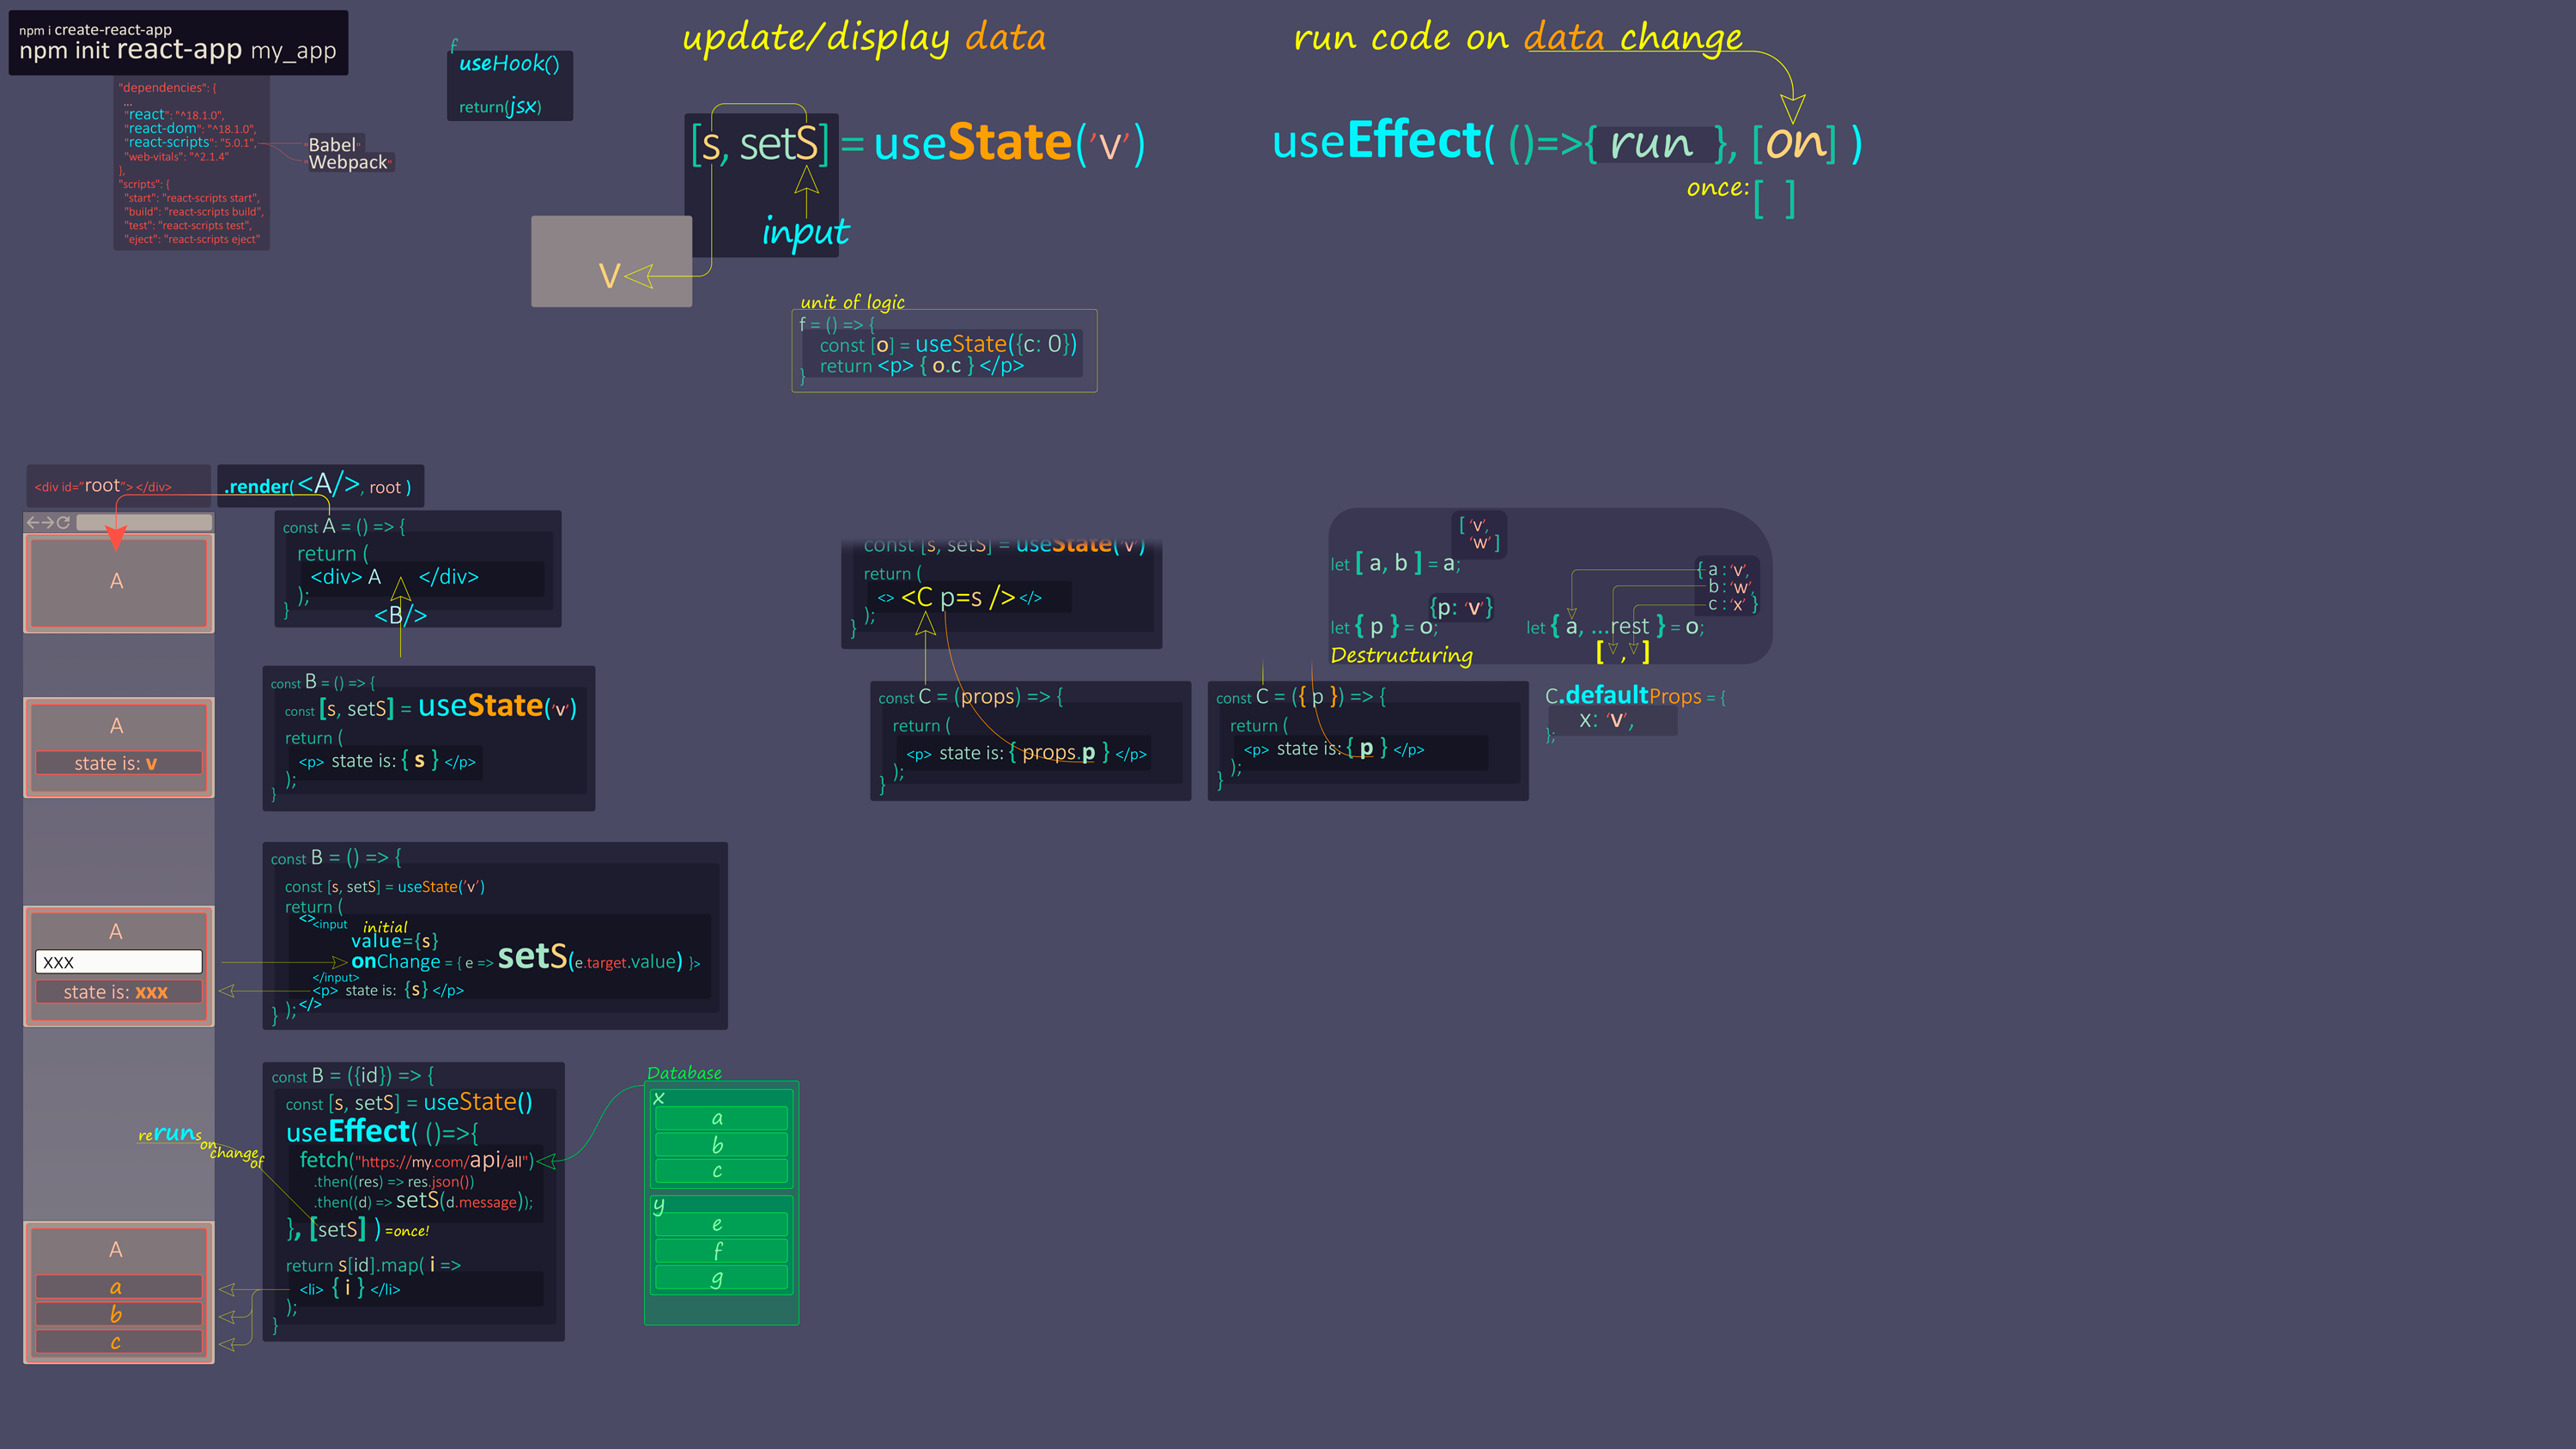 npm i create-react-app
npm init react-app my_app
"dependencies": {
...
"react": "^18.1.0",
"react-dom": "^18.1.0",
"react-scripts": "5.0.1",
"web-vitals": "^2.1.4"
},
"scripts": {
"start": "react-scripts start",
"build": "react-scripts build",
"test": "react-scripts test",
"eject": "react-scripts eject"
"Babel"
"Webpack"
f
useHook()
return(jsx)
update/display data
[s, setS] = useState('v')
input
v
unit of logic
f = () => {
const [o] = useState({c: 0})
return <p> { o.c } </p>
}
run code on data change
useEffect( ()=>{ run }, [on] )
once: [ ]
<div id="root"> </div>
.render( <A/>, root )
A
const A = () => {
return (
<div> A </div>
);
}
<B/>
A
state is: v
const B = () => {
const [s, setS] = useState('v')
return (
<p> state is: { s } </p>
);
}
A
xxx
state is: xxx
const B = () => {
const [s, setS] = useState('v')
return (
<>
<input
initial
value={s}
onChange = { e => setS(e.target.value) }>
</input>
<p> state is: {s} </p>
</>
);
}
reruns on change of
const B = ({id}) => {
const [s, setS] = useState()
useEffect( ()=>{
fetch("https://my.com/api/all")
.then((res) => res.json())
.then((d) => setS(d.message));
}, [setS] ) =once!
return s[id].map( i =>
<li> { i } </li>
);
}
A
a
b
c
Database
x
a
b
c
y
e
f
g
const [s, setS] = useState('v')
return (
<> <C p=s /> </>
);
}
const C = (props) => {
return (
<p> state is: { props.p } </p>
);
}
const C = ({ p }) => {
return (
<p> state is: { p } </p>
);
}
[ 'v',
'w' ]
let [ a, b ] = a;
{p: 'v'}
let { p } = o;
Destructuring
{ a : 'v',
b : 'w',
c : 'x' }
let { a, ...rest } = o;
[ , ]
C.defaultProps = {
x: 'v',
};